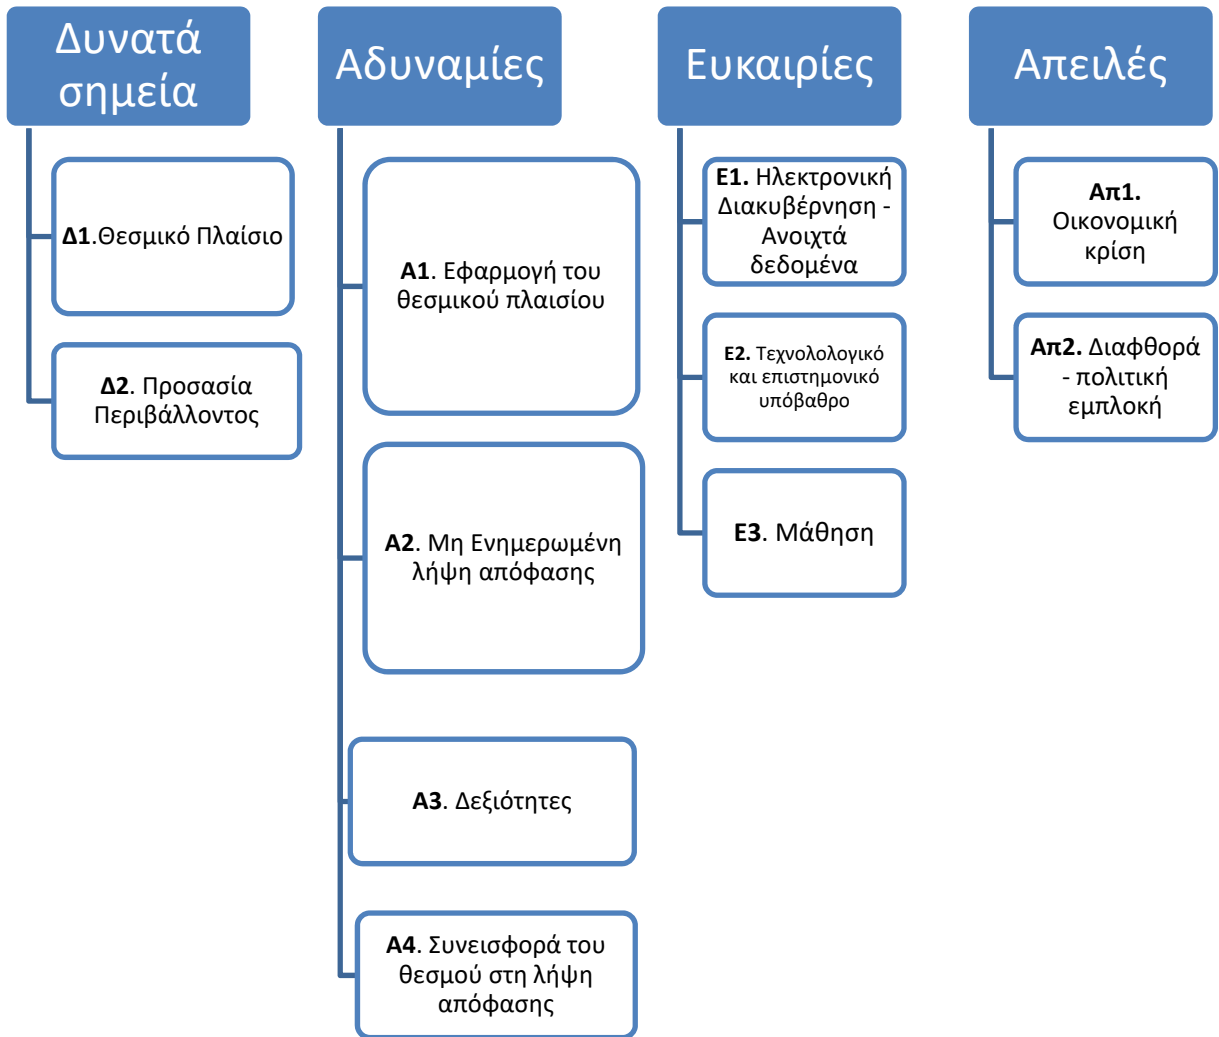 Δυνατά
σημεία
Δ1.Θεσμικό Πλαίσιο
Δ2. Προσασία
Περιβάλλοντος
Αδυναμίες
Α1. Εφαρμογή του
θεσμικού πλαισίου
Α2. Μη Ενημερωμένη
λήψη απόφασης
Α3. Δεξιότητες
Α4. Συνεισφορά του
θεσμού στη λήψη
απόφασης
Ευκαιρίες
Ε1. Ηλεκτρονική
Διακυβέρνηση -
Ανοιχτά
δεδομένα
Ε2. Τεχνολολογικό
και επιστημονικό
υπόβαθρο
Ε3. Μάθηση
Απειλές
Απ1.
Οικονομική
κρίση
Απ2. Διαφθορά
- πολιτική
εμπλοκή